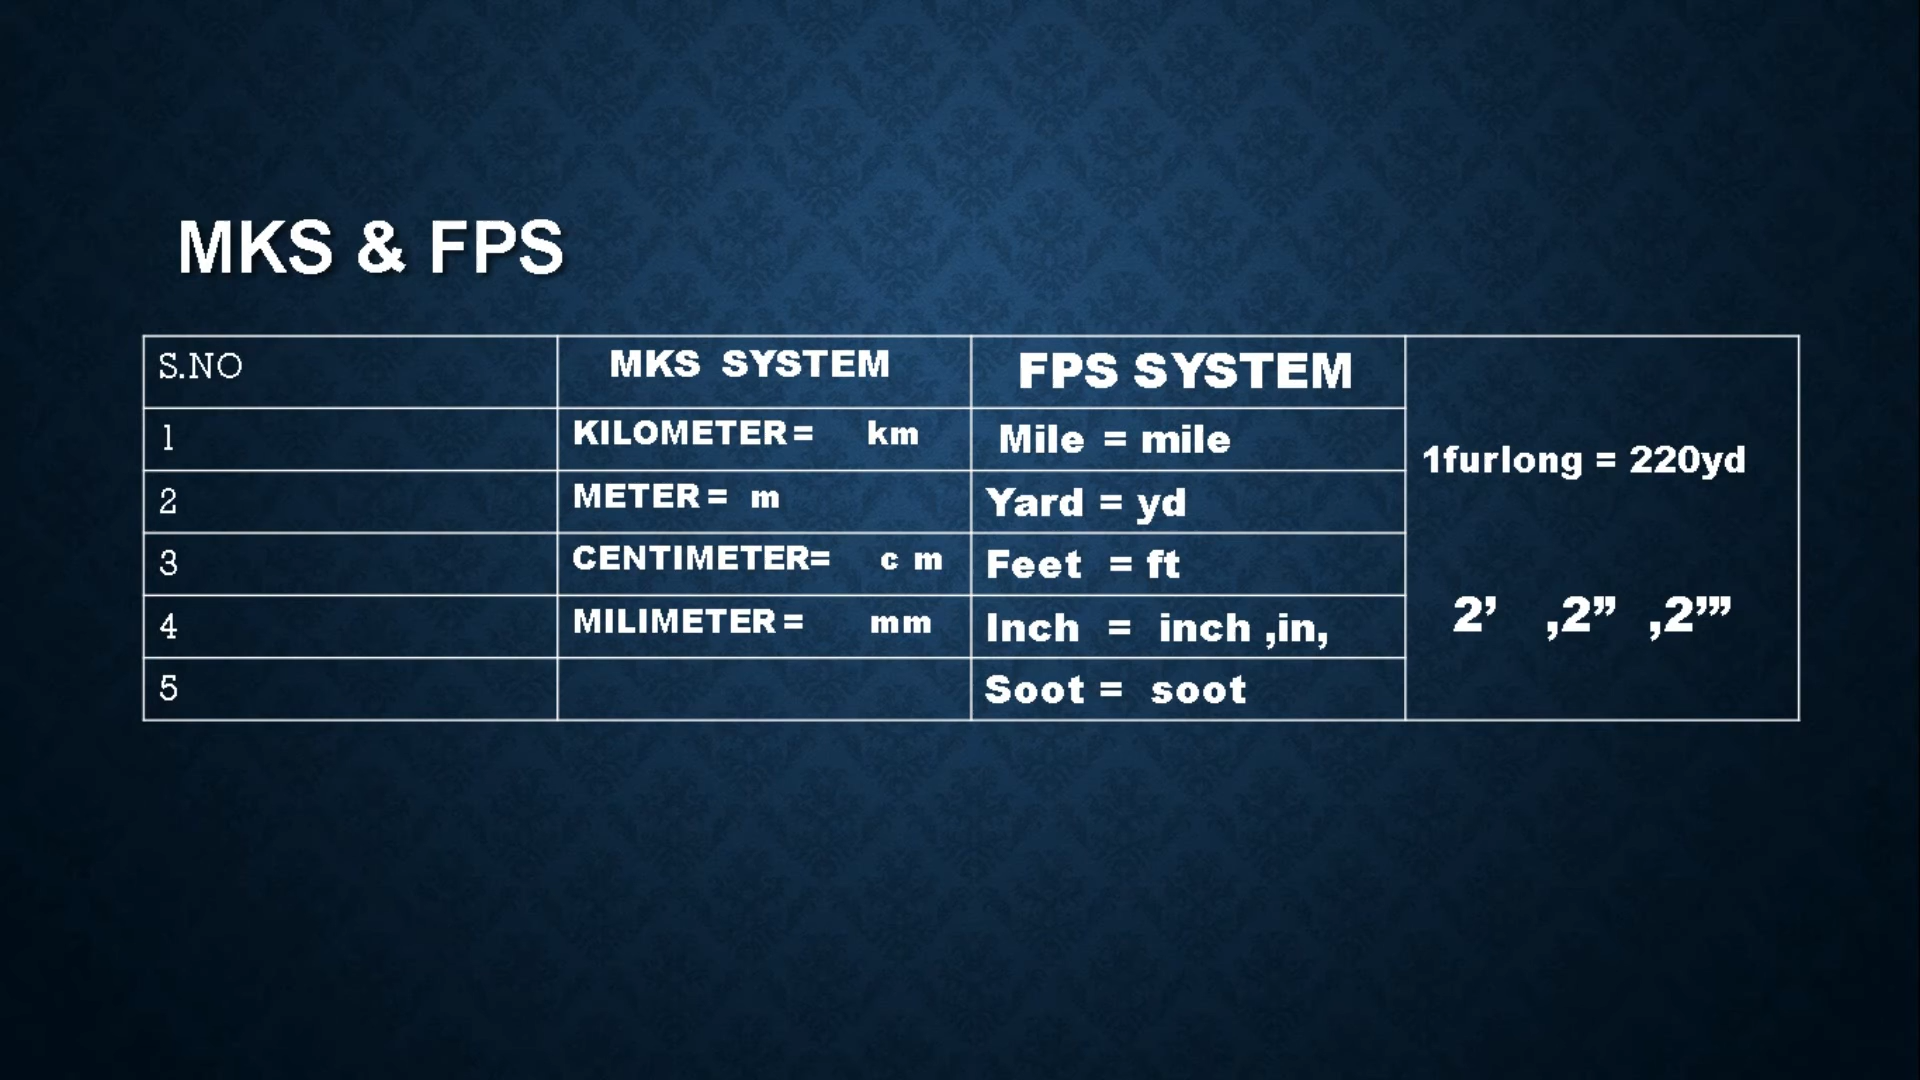 MKS & FPS
S.NO MKS SYSTEM FPS SYSTEM
1 KILOMETER= km Mile = mile
1furlong = 220yd
2 METER= m Yard = yd
3 CENTIMETER= c m Feet = ft
4 MILIMETER= mm Inch = inch ,in,
2’ ,2” ,2’”
5 Soot = soot